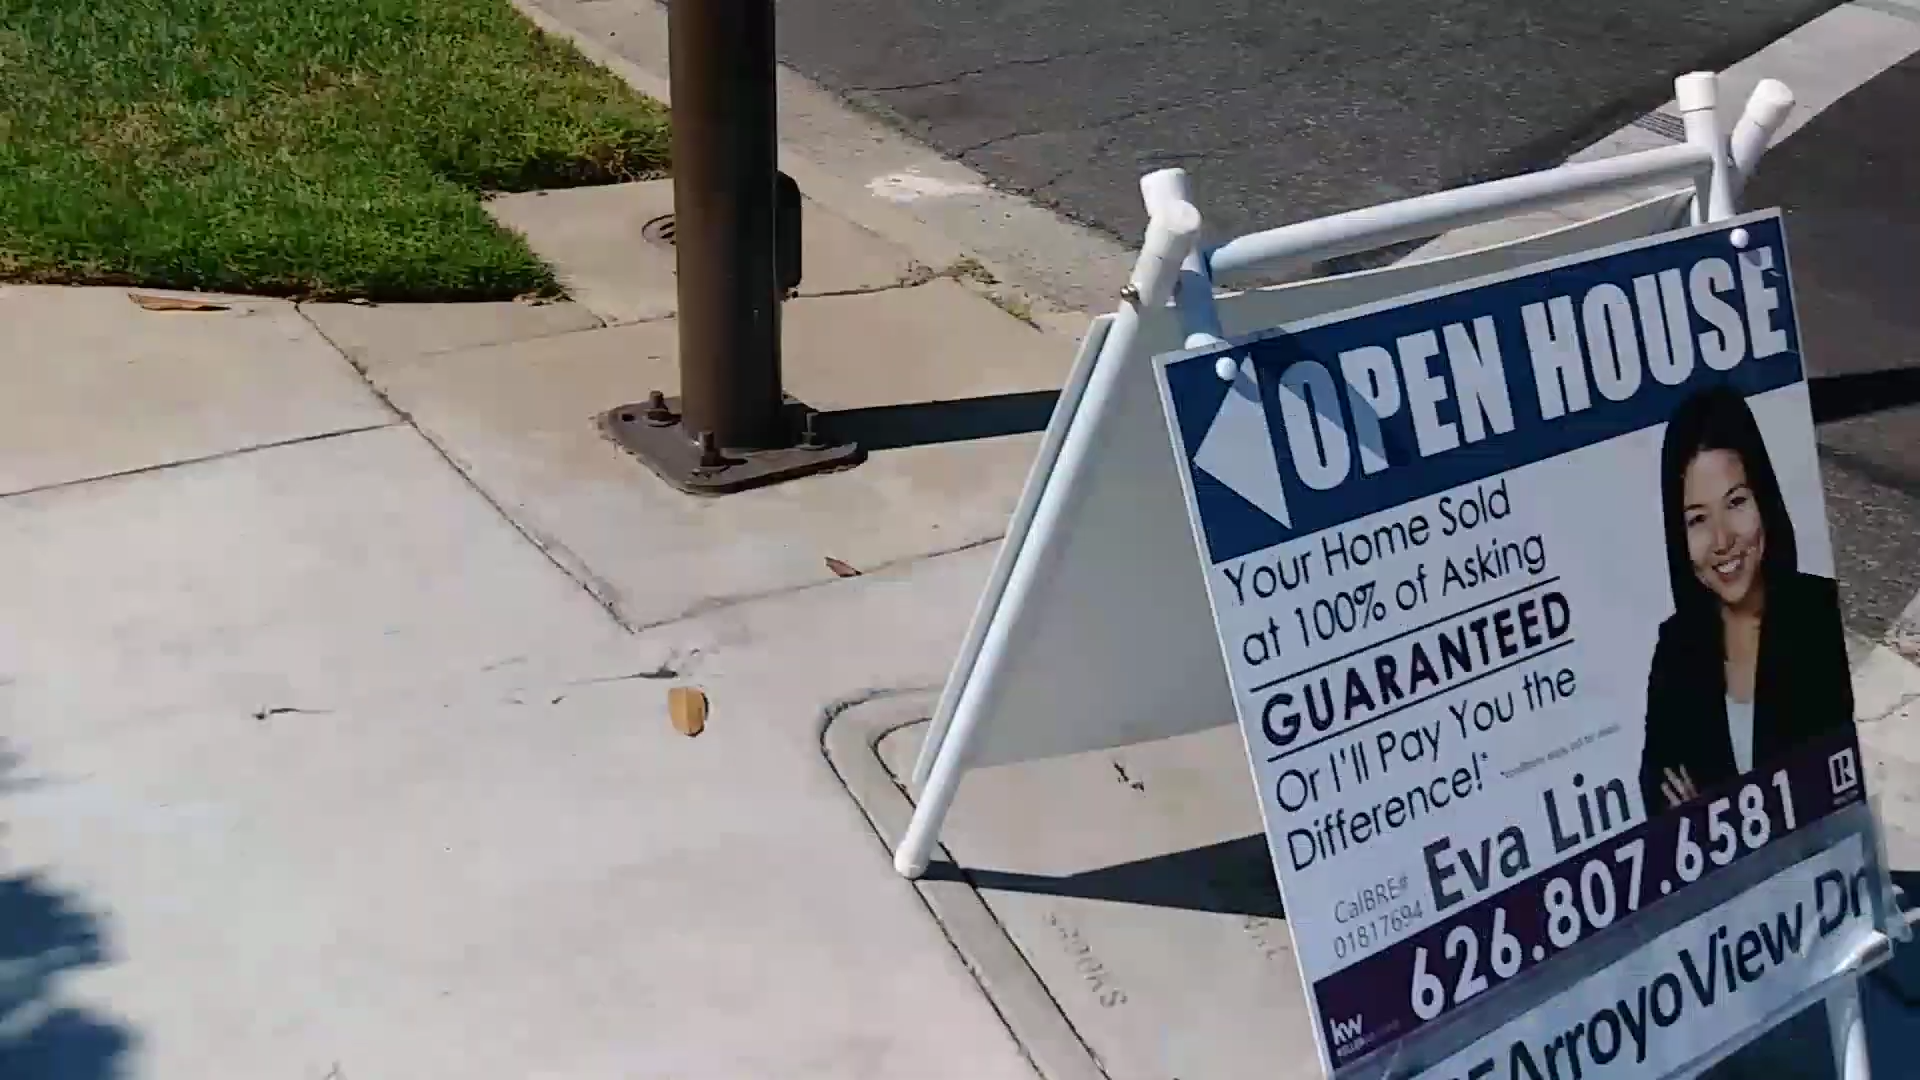 OPEN HOUSE
Your Home Sold
at 100% of Asking
GUARANTEED
Or I'll Pay You the
Difference!*
Eva Lin
CalBRE#
01817694
626.807.6581
R
kw
ArroyoView Dr